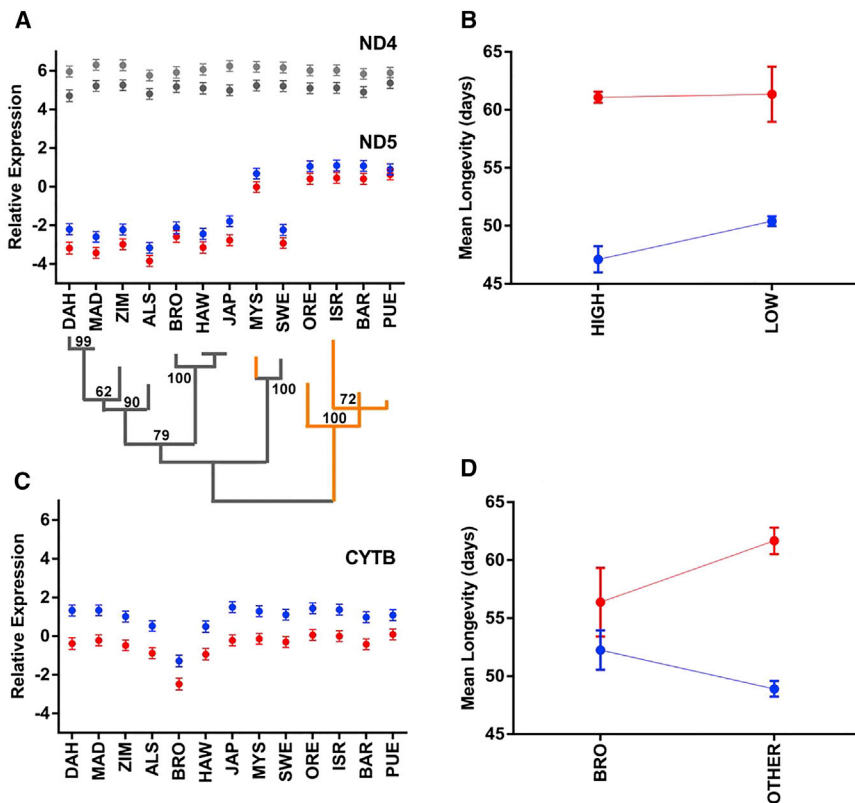 A
ND4
ND5
Relative Expression
6
4
2
0
-2
-4
DAH
MAD
ZIM
ALS
BRO
HAW
JAP
MYS
SWE
ORE
ISR
BAR
PUE
99
62
90
100
79
100
72
100
B
Mean Longevity (days)
65
60
55
50
45
HIGH
LOW
C
CYTB
Relative Expression
6
4
2
0
-2
-4
DAH
MAD
ZIM
ALS
BRO
HAW
JAP
MYS
SWE
ORE
ISR
BAR
PUE
D
Mean Longevity (days)
65
60
55
50
45
BRO
OTHER